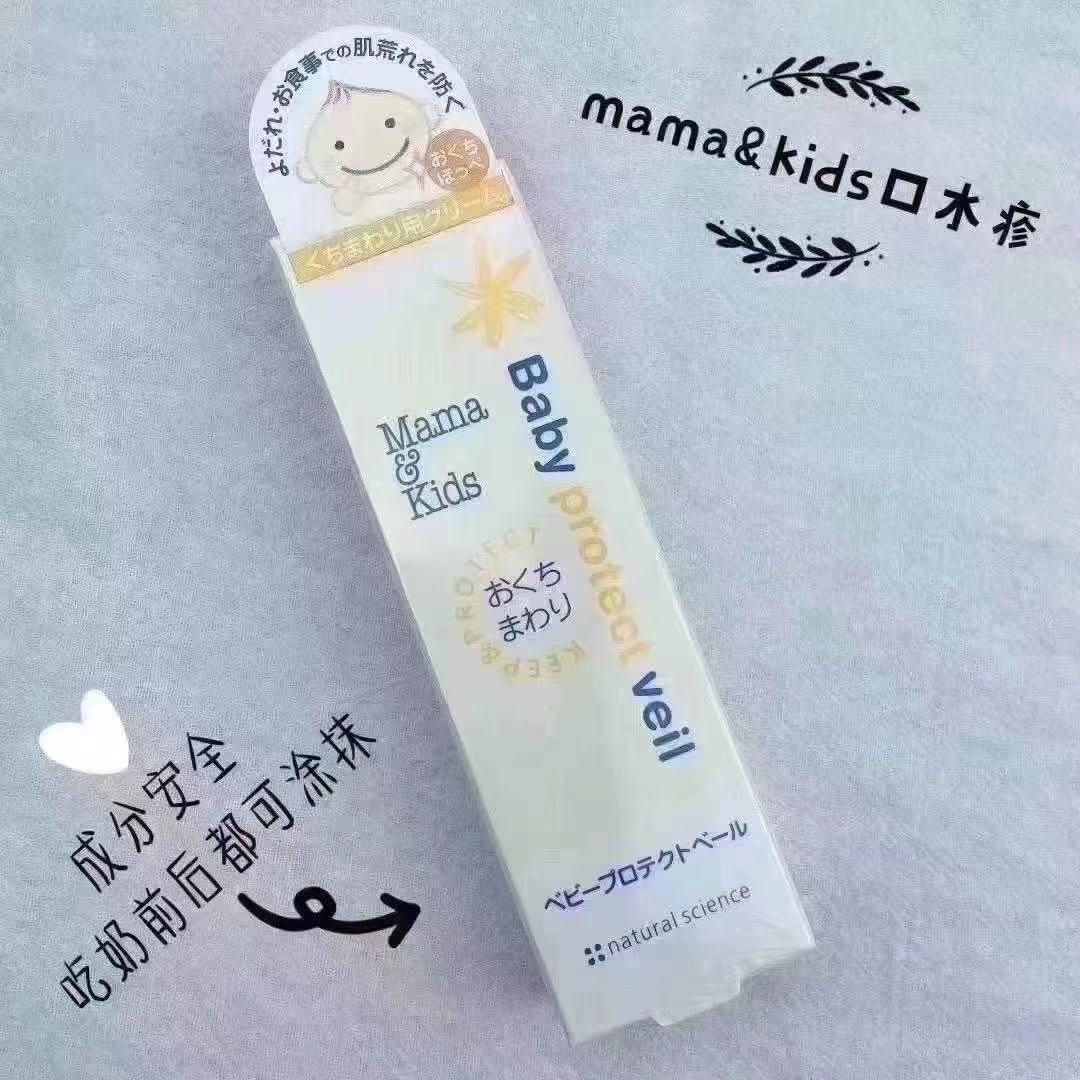 よだれ・お食事での肌荒れを防ぐ
おくち
ほっぺ
くちまわり用クリーム
mama&kids口水疹
Baby protect veil
Mama
&
Kids
KEEP&PROTECT
おくち
まわり
成分安全
吃奶前后都可涂抹
ベビープロテクトベール
natural science